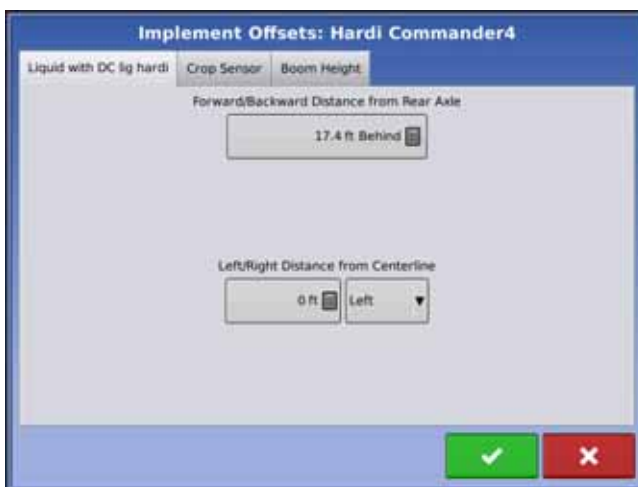 Implement Offsets: Hardi Commander4
Liquid with DC lig hardi Crop Sensor Boom Height
Forward/Backward Distance from Rear Axle
17.4 ft Behind
Left/Right Distance from Centerline
0 ft Left